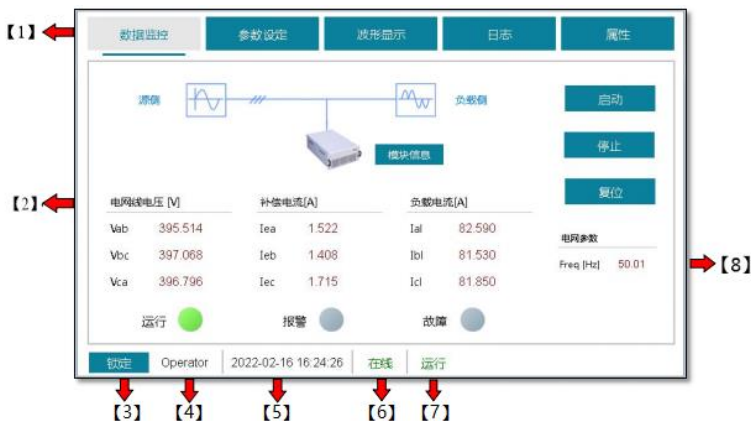 【1】 数据监控 参数设定 波形显示 日志 属性
源侧 负载侧 启动
模块信息 停止
复位
【2】 电网线电压 [V] 补偿电流[A] 负载电流[A]
电网参数
Vab 395.514 Iea 1.522 Ial 82.590
Vbc 397.068 Ieb 1.408 Ibl 81.530 Freq [Hz] 50.01 【8】
Vca 396.796 Iec 1.715 Icl 81.850
运行 报警 故障
锁定 Operator 2022-02-16 16:24:26 在线 运行
【3】 【4】 【5】 【6】 【7】